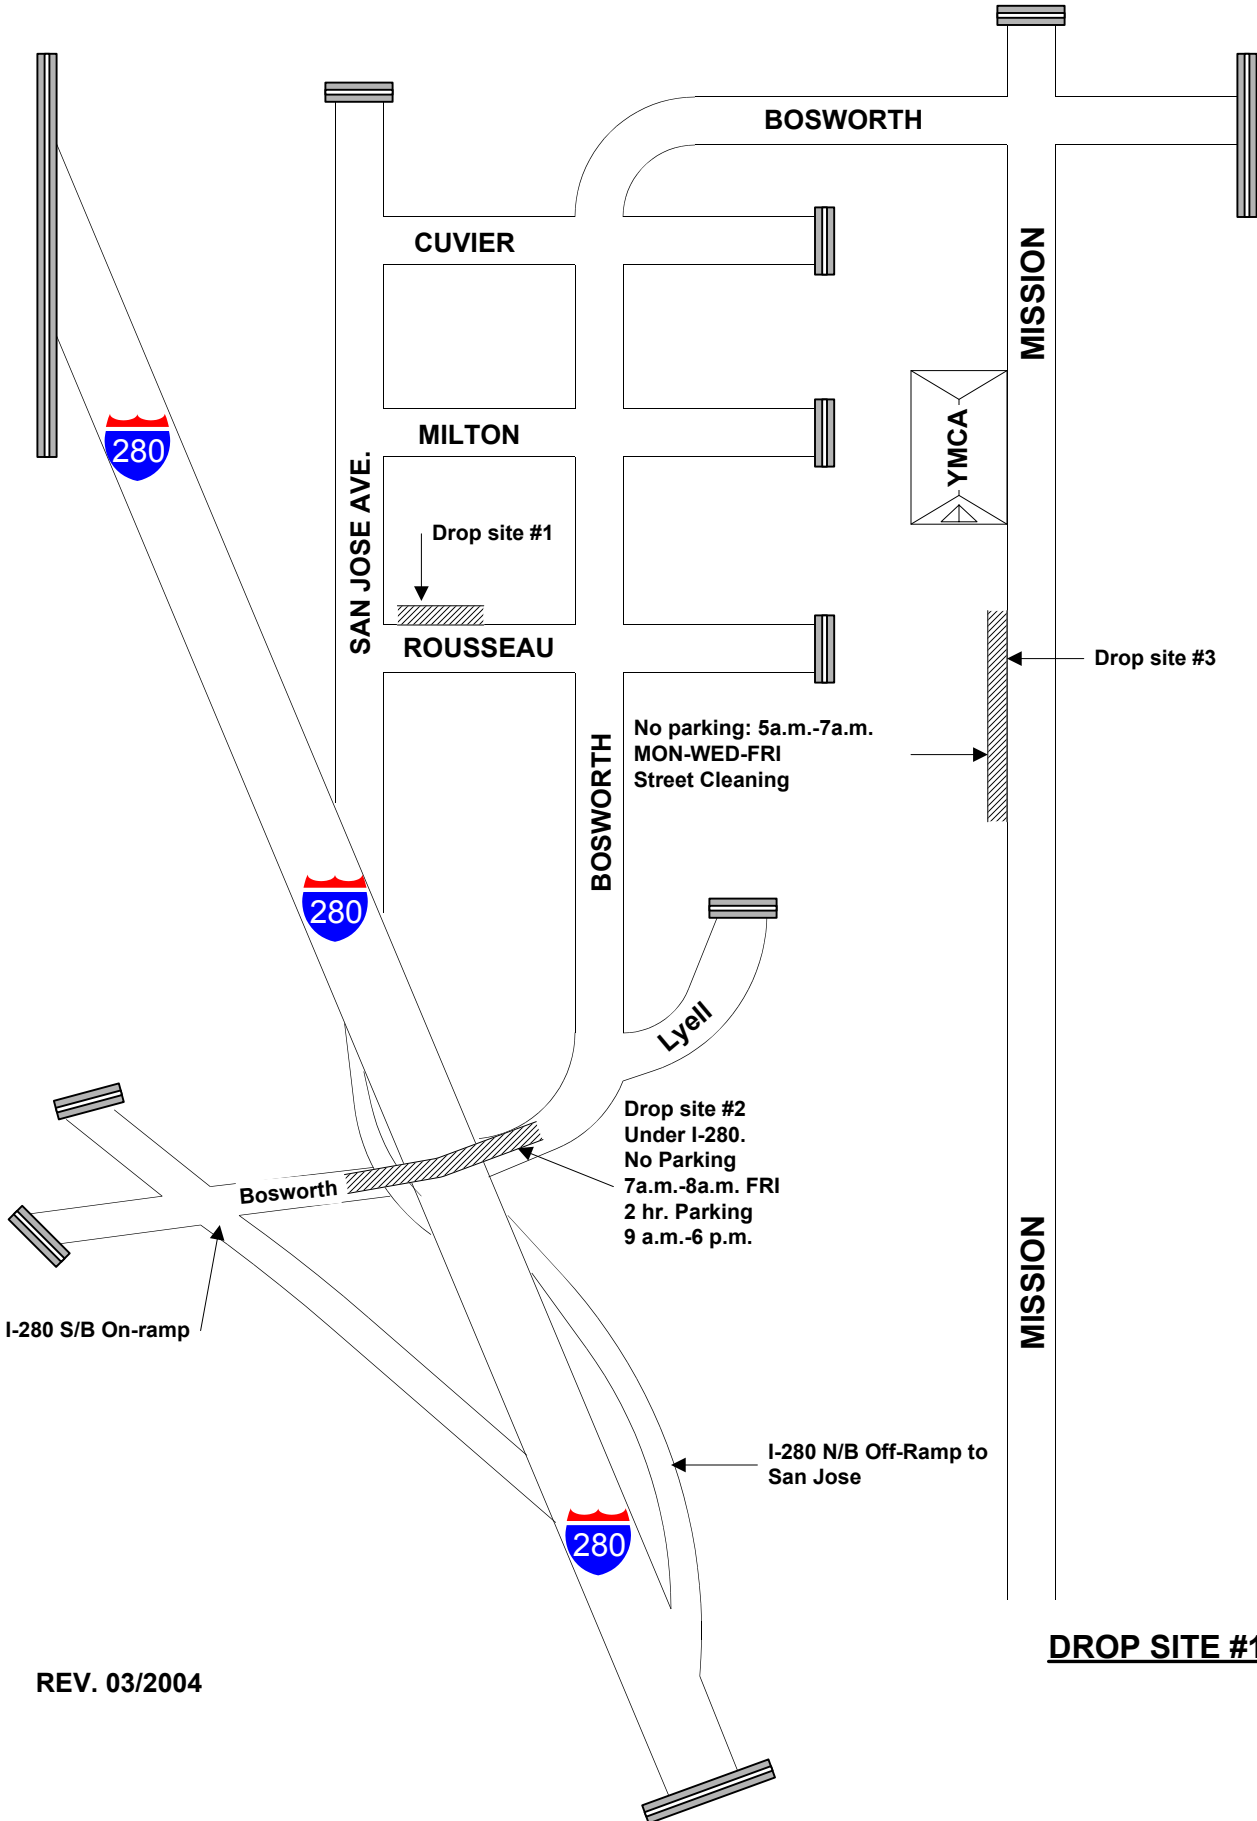 BOSWORTH
CUVIER
MISSION
YMCA
280
MILTON
SAN JOSE AVE.
Drop site #1
ROUSSEAU
Drop site #3
No parking: 5a.m.-7a.m.
MON-WED-FRI
Street Cleaning
BOSWORTH
280
Lyell
Drop site #2
Under I-280.
No Parking
7a.m.-8a.m. FRI
2 hr. Parking
9 a.m.-6 p.m.
Bosworth
MISSION
I-280 S/B On-ramp
I-280 N/B Off-Ramp to
San Jose
280
DROP SITE #1
REV. 03/2004